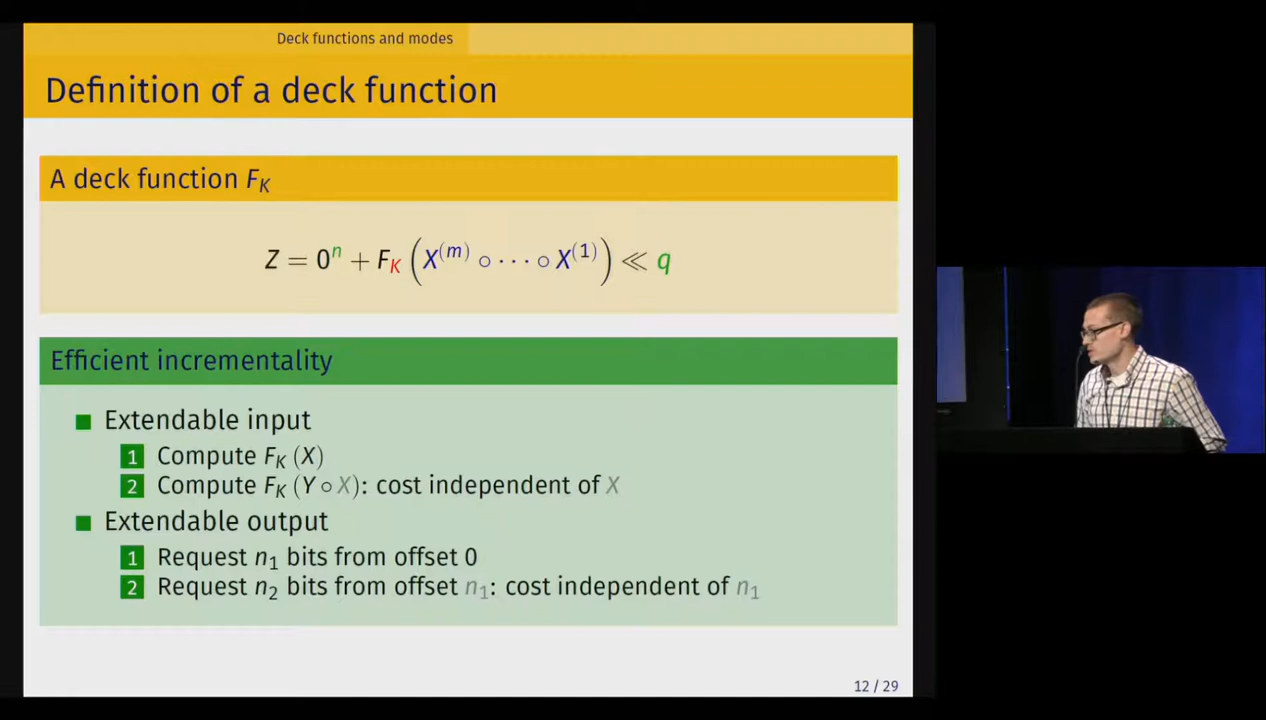 Deck functions and modes
Definition of a deck function
A deck function F_K
Z = 0^n + F_K (X^(m) ∘ ··· ∘ X^(1)) ≪ q
Efficient incrementality
■ Extendable input
1 Compute F_K (X)
2 Compute F_K (Y ∘ X): cost independent of X
■ Extendable output
1 Request n_1 bits from offset 0
2 Request n_2 bits from offset n_1: cost independent of n_1
12 / 29